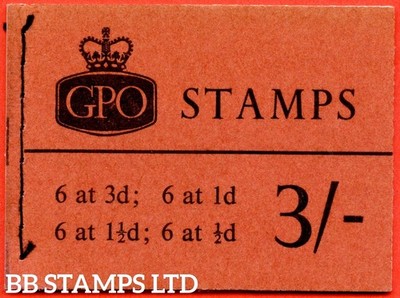 GPO STAMPS
6 at 3d; 6 at 1d
6 at 1½d; 6 at ½d
3/-
BB STAMPS LTD